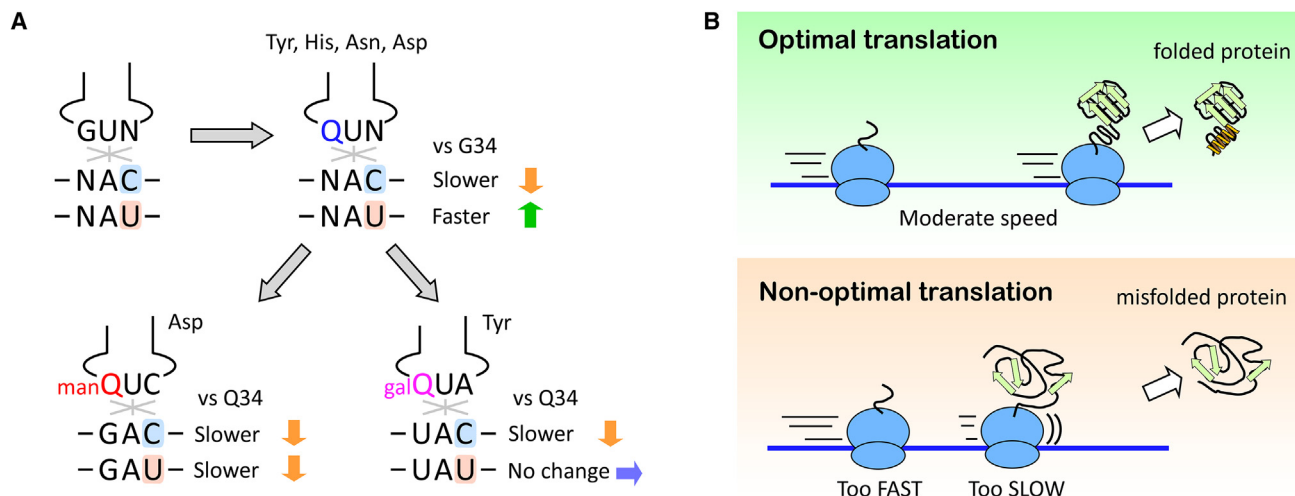 A
Tyr, His, Asn, Asp
GUN
QUN
vs G34
–NAC–
–NAC– Slower
–NAU–
–NAU– Faster
Asp
Tyr
manQUC
galQUA
vs Q34
vs Q34
–GAC– Slower
–UAC– Slower
–GAU– Slower
–UAU– No change
B
Optimal translation
folded protein
Moderate speed
Non-optimal translation
misfolded protein
Too FAST
Too SLOW